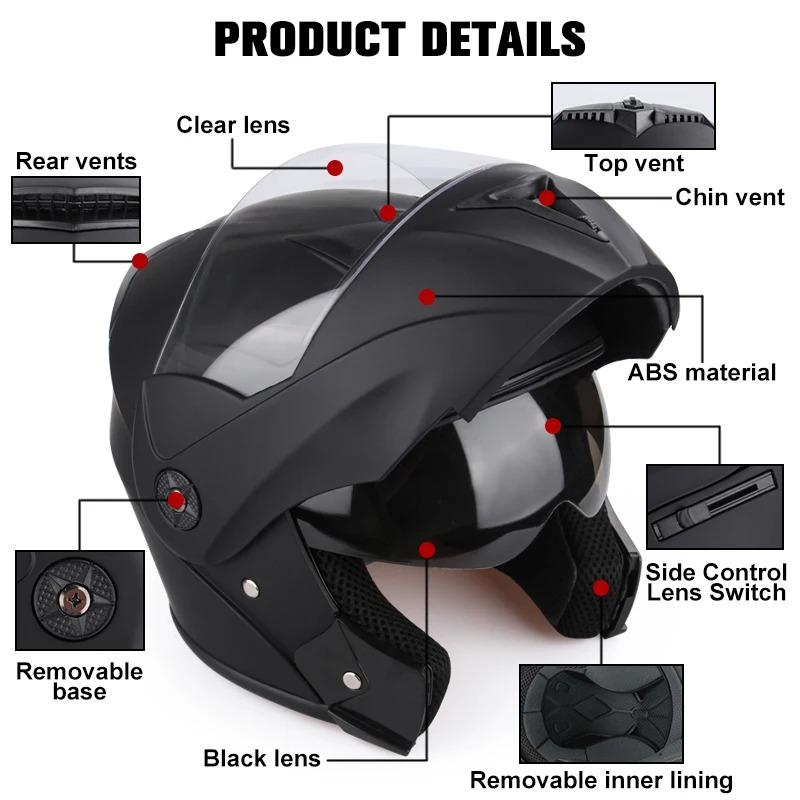 PRODUCT DETAILS
Clear lens
Rear vents
Top vent
Chin vent
ABS material
Side Control
Lens Switch
Removable
base
Black lens
Removable inner lining